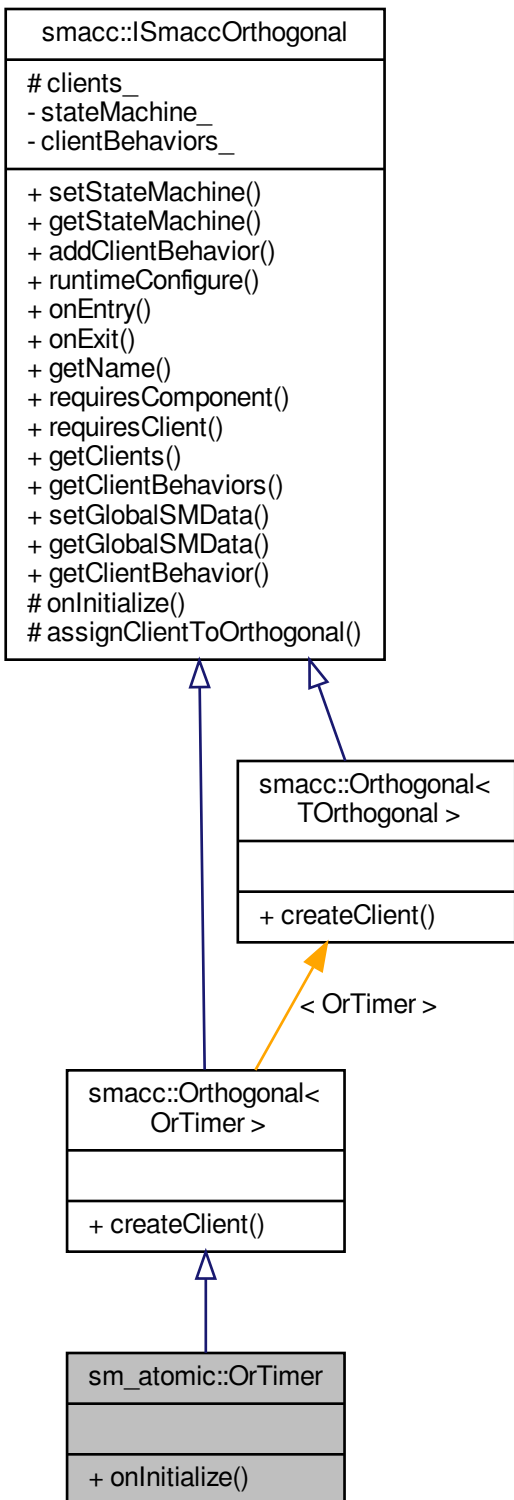 smacc::ISmaccOrthogonal
# clients_
- stateMachine_
- clientBehaviors_
+ setStateMachine()
+ getStateMachine()
+ addClientBehavior()
+ runtimeConfigure()
+ onEntry()
+ onExit()
+ getName()
+ requiresComponent()
+ requiresClient()
+ getClients()
+ getClientBehaviors()
+ setGlobalSMData()
+ getGlobalSMData()
+ getClientBehavior()
# onInitialize()
# assignClientToOrthogonal()
smacc::Orthogonal<
TOrthogonal >
+ createClient()
< OrTimer >
smacc::Orthogonal<
OrTimer >
+ createClient()
sm_atomic::OrTimer
+ onInitialize()